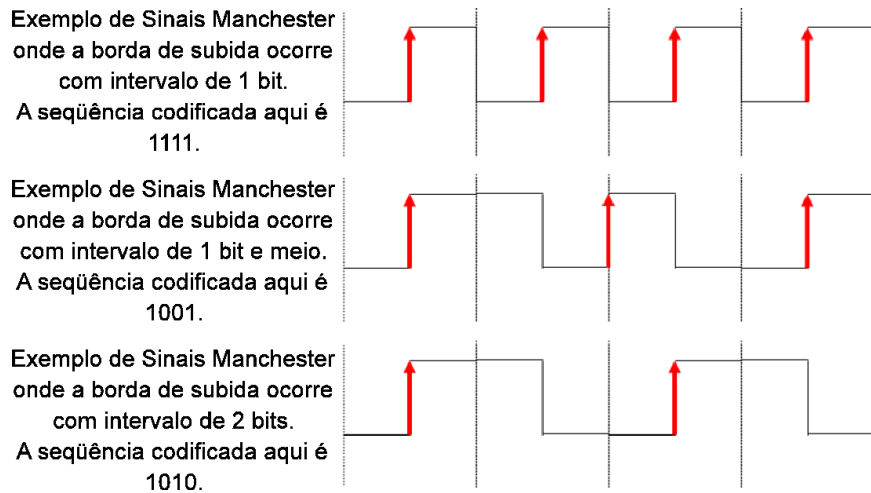 Exemplo de Sinais Manchester
onde a borda de subida ocorre
com intervalo de 1 bit.
A seqüência codificada aqui é
1111.
Exemplo de Sinais Manchester
onde a borda de subida ocorre
com intervalo de 1 bit e meio.
A seqüência codificada aqui é
1001.
Exemplo de Sinais Manchester
onde a borda de subida ocorre
com intervalo de 2 bits.
A seqüência codificada aqui é
1010.